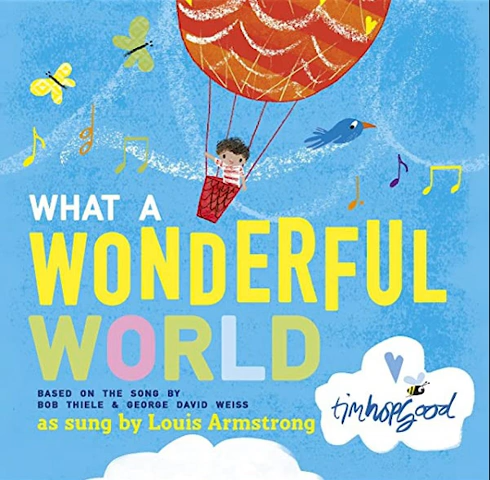 WHAT A
WONDERFUL
WORLD
BASED ON THE SONG BY
BOB THIELE & GEORGE DAVID WEISS
as sung by Louis Armstrong
timhopgood